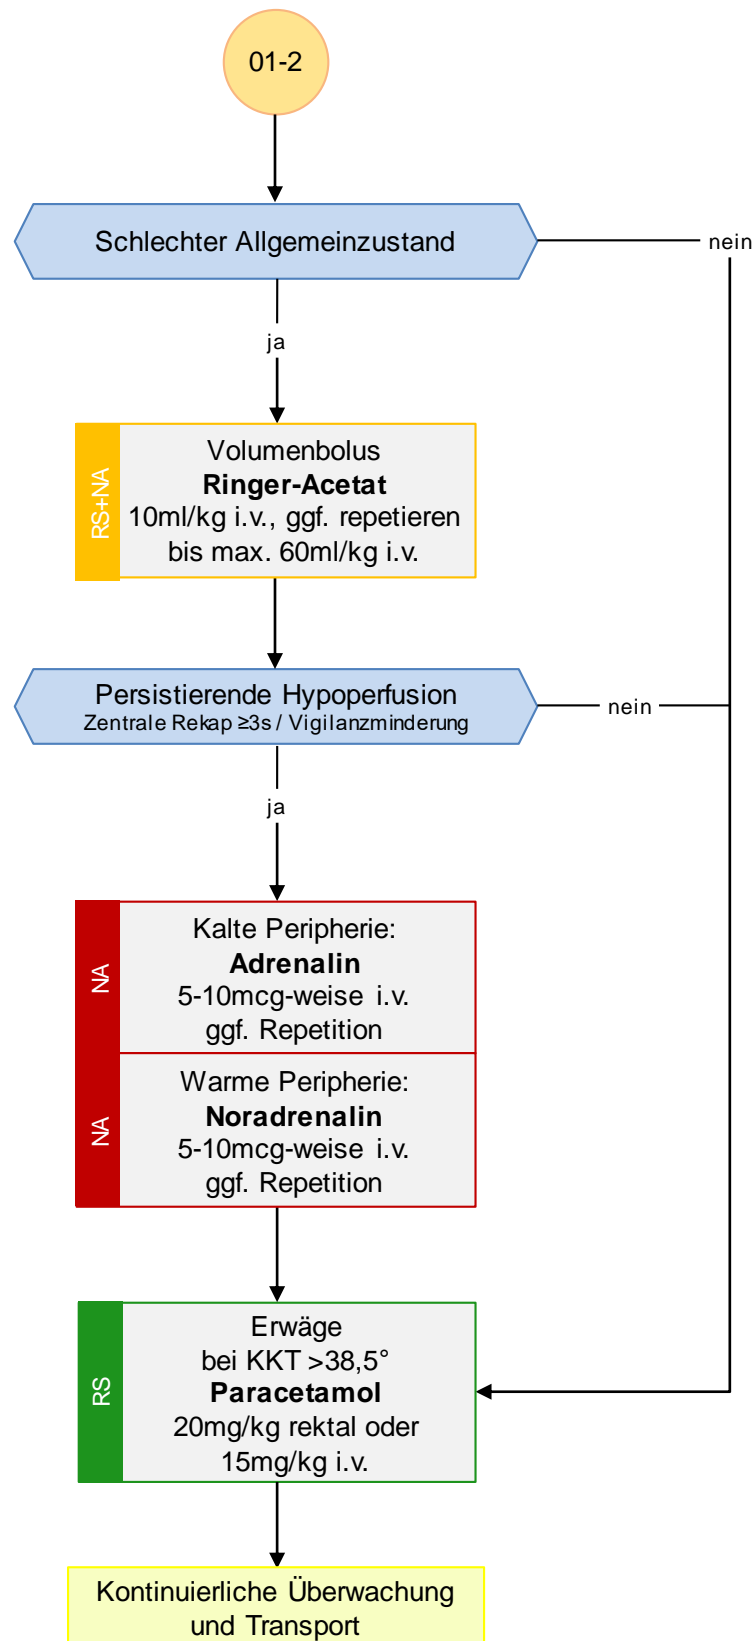 01-2
Schlechter Allgemeinzustand
nein
ja
RS+NA
Volumenbolus
Ringer-Acetat
10ml/kg i.v., ggf. repetieren
bis max. 60ml/kg i.v.
Persistierende Hypoperfusion
Zentrale Rekap ≥3s / Vigilanzminderung
nein
ja
NA
Kalte Peripherie:
Adrenalin
5-10mcg-weise i.v.
ggf. Repetition
NA
Warme Peripherie:
Noradrenalin
5-10mcg-weise i.v.
ggf. Repetition
RS
Erwäge
bei KKT >38,5°
Paracetamol
20mg/kg rektal oder
15mg/kg i.v.
Kontinuierliche Überwachung
und Transport